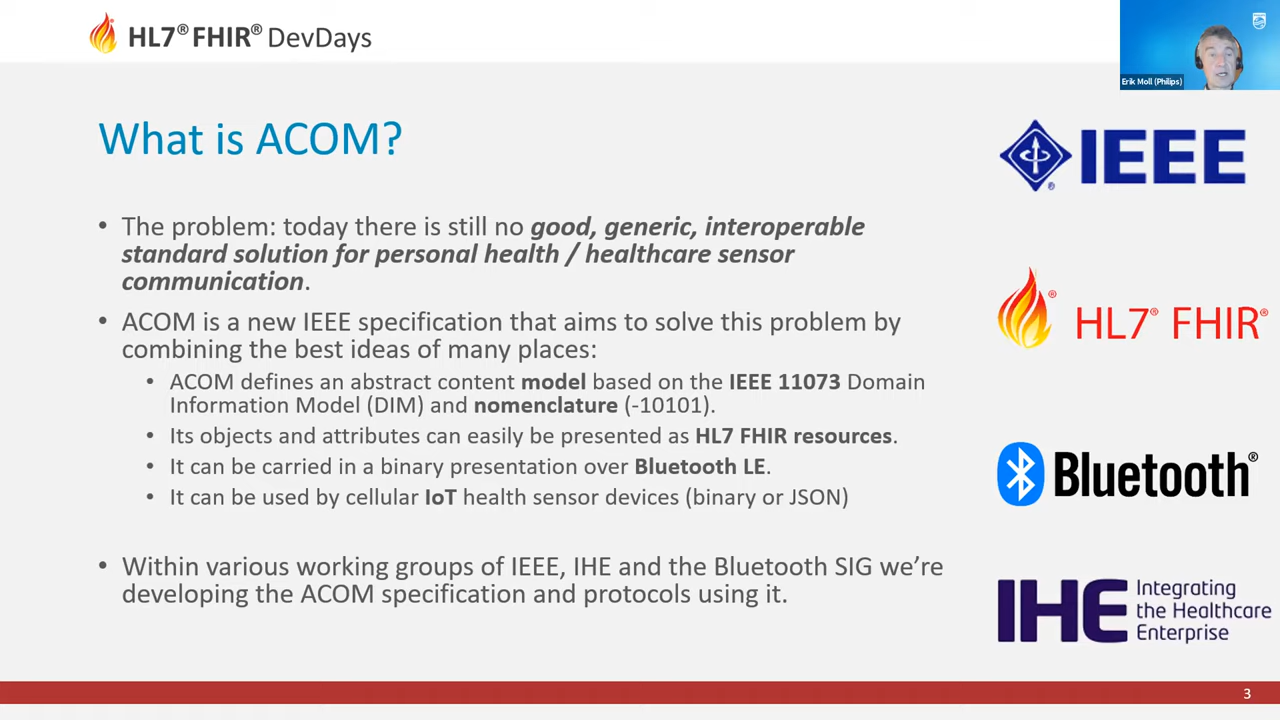 HL7® FHIR® DevDays
Erik Moll (Philips)
What is ACOM?
• The problem: today there is still no good, generic, interoperable
standard solution for personal health / healthcare sensor
communication.
• ACOM is a new IEEE specification that aims to solve this problem by
combining the best ideas of many places:
• ACOM defines an abstract content model based on the IEEE 11073 Domain
Information Model (DIM) and nomenclature (-10101).
• Its objects and attributes can easily be presented as HL7 FHIR resources.
• It can be carried in a binary presentation over Bluetooth LE.
• It can be used by cellular IoT health sensor devices (binary or JSON)
• Within various working groups of IEEE, IHE and the Bluetooth SIG we’re
developing the ACOM specification and protocols using it.
IEEE
HL7® FHIR®
Bluetooth®
IHE Integrating
the Healthcare
Enterprise
3